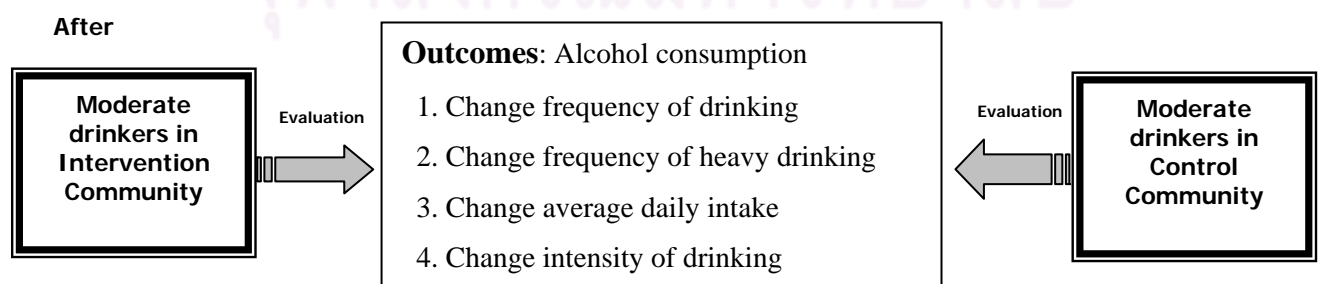 After
Moderate
drinkers in
Intervention
Community
Evaluation
Outcomes: Alcohol consumption
1. Change frequency of drinking
2. Change frequency of heavy drinking
3. Change average daily intake
4. Change intensity of drinking
Evaluation
Moderate
drinkers in
Control
Community